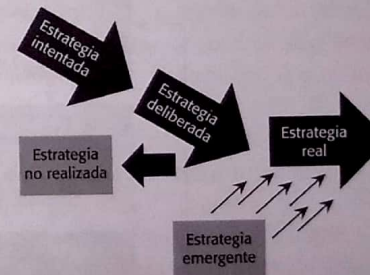 Estrategia
intentada
Estrategia
deliberada
Estrategia
real
Estrategia
no realizada
Estrategia
emergente